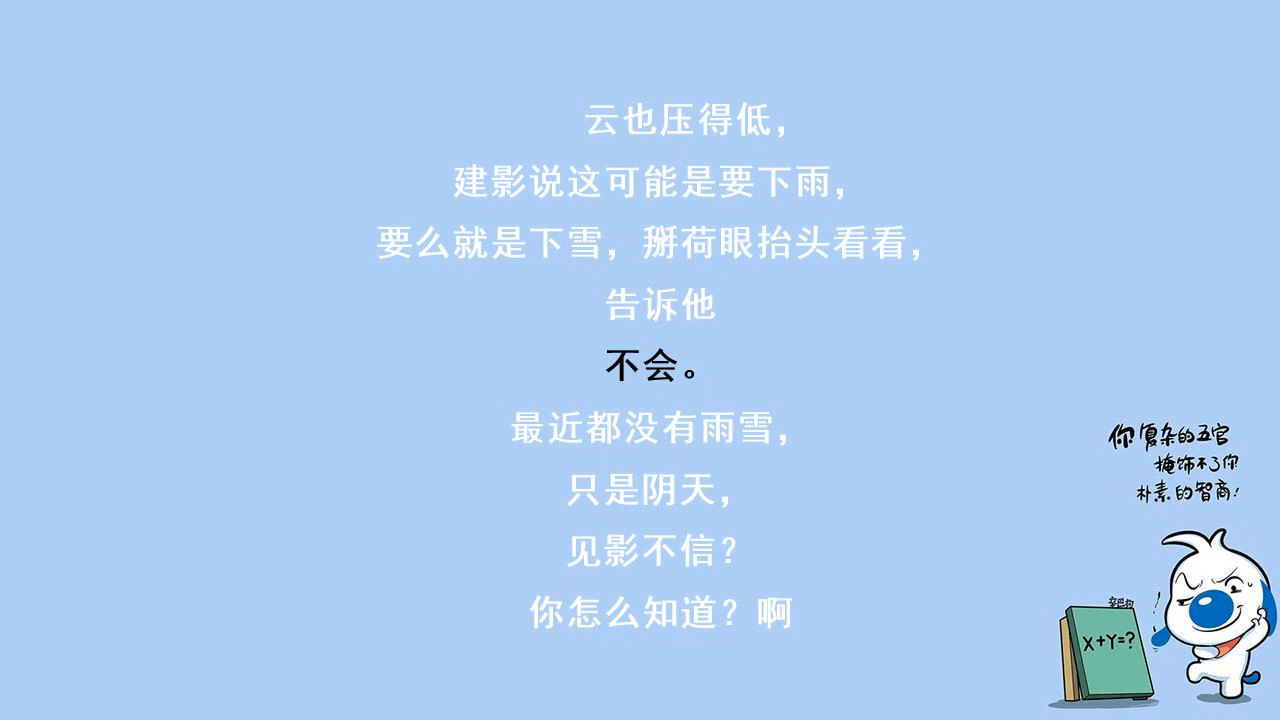 云也压得低，
建影说这可能是要下雨，
要么就是下雪，掰荷眼抬头看看，
告诉他
不会。
最近都没有雨雪，
只是阴天，
见影不信？
你怎么知道？啊
你复杂的五官
掩饰不了你
朴素的智商！
X+Y=?